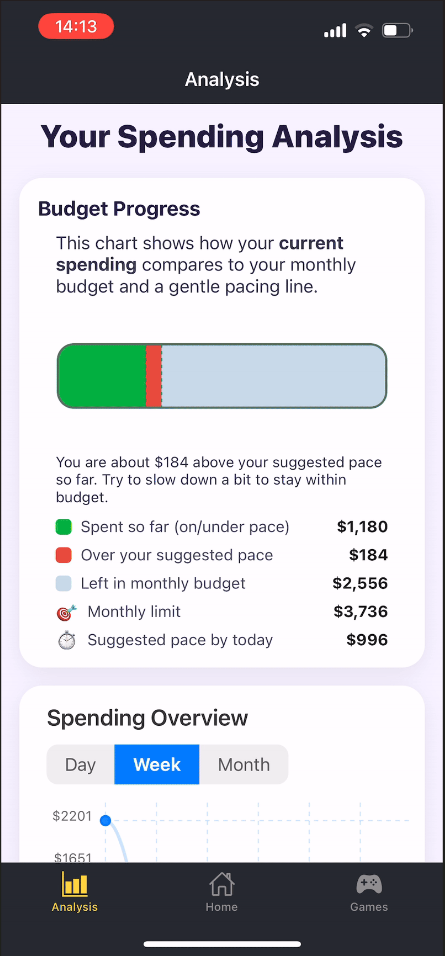 14:13
Analysis
Your Spending Analysis
Budget Progress
This chart shows how your current
spending compares to your monthly
budget and a gentle pacing line.
You are about $184 above your suggested pace
so far. Try to slow down a bit to stay within
budget.
Spent so far (on/under pace) $1,180
Over your suggested pace $184
Left in monthly budget $2,556
Monthly limit $3,736
Suggested pace by today $996
Spending Overview
Day Week Month
$2201
$1651
Analysis Home Games